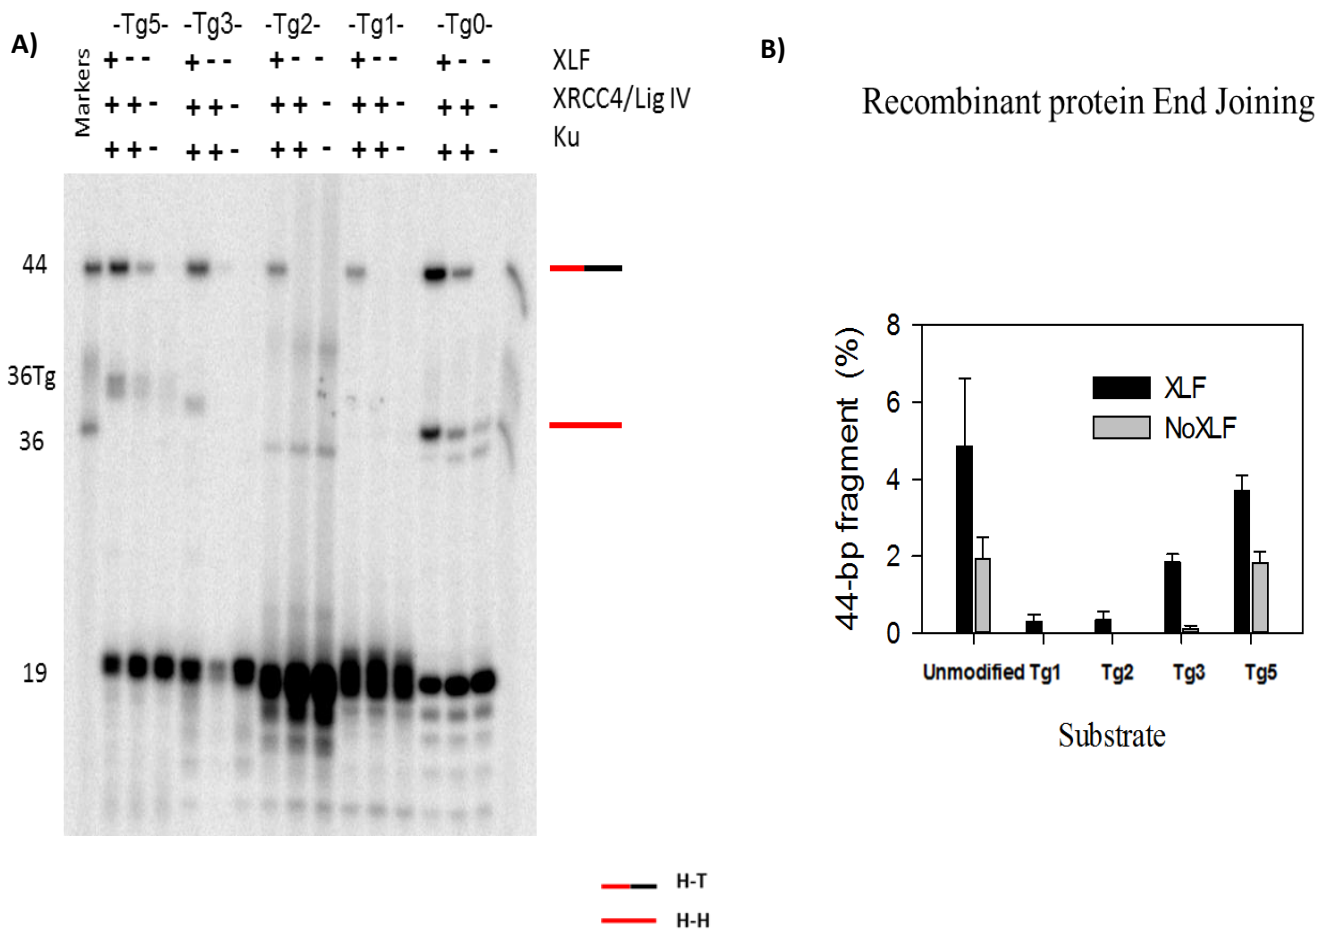 A)
-Tg5- -Tg3- -Tg2- -Tg1- -Tg0-
Markers
+ - - + - - + - - + - - + - - XLF
+ + - + + - + + - + + - + + - XRCC4/Lig IV
+ + - + + - + + - + + - + + - Ku
44
36Tg
36
19
H-T
H-H
B)
Recombinant protein End Joining
44-bp fragment (%)
8
6
4
2
0
XLF
NoXLF
Unmodified Tg1 Tg2 Tg3 Tg5
Substrate